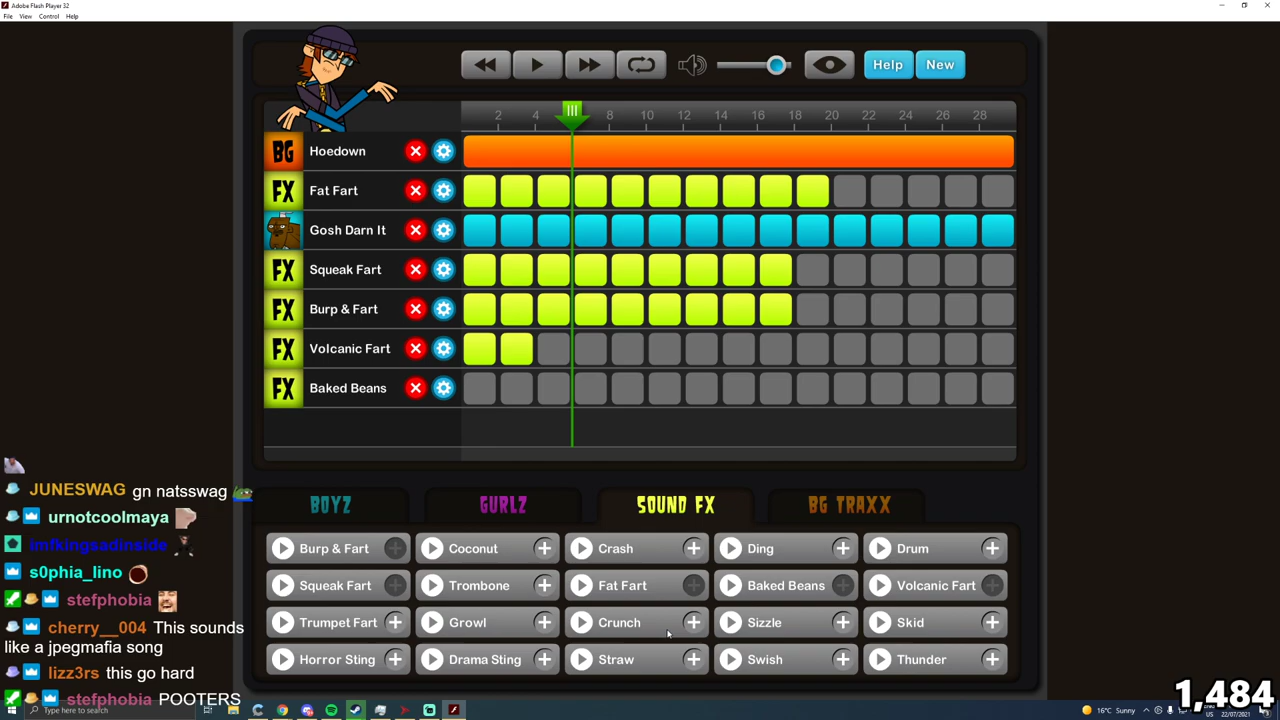 Adobe Flash Player 32
File View Control Help
Help New
2 4 6 8 10 12 14 16 18 20 22 24 26 28
BG Hoedown
FX Fat Fart
Gosh Darn It
FX Squeak Fart
FX Burp & Fart
FX Volcanic Fart
FX Baked Beans
BOYZ GURLZ SOUND FX BG TRAXX
Burp & Fart Coconut Crash Ding Drum
Squeak Fart Trombone Fat Fart Baked Beans Volcanic Fart
Trumpet Fart Growl Crunch Sizzle Skid
Horror Sting Drama Sting Straw Swish Thunder
JUNESWAG gn natsswag
urnotcoolmaya
imfkingsadinside
s0phia_lino
stefphobia
cherry__004 This sounds
like a jpegmafia song
lizz3rs this go hard
stefphobia POOTERS
1,484
Type here to search
16°C Sunny
22/07/2021